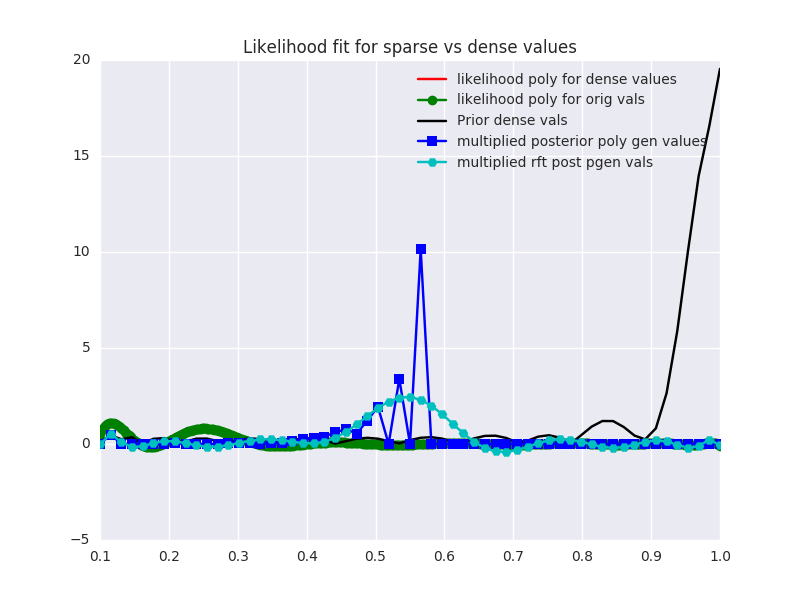 Likelihood fit for sparse vs dense values
20
15
10
5
0
−5
likelihood poly for dense values
likelihood poly for orig vals
Prior dense vals
multiplied posterior poly gen values
multiplied rft post pgen vals
0.1 0.2 0.3 0.4 0.5 0.6 0.7 0.8 0.9 1.0